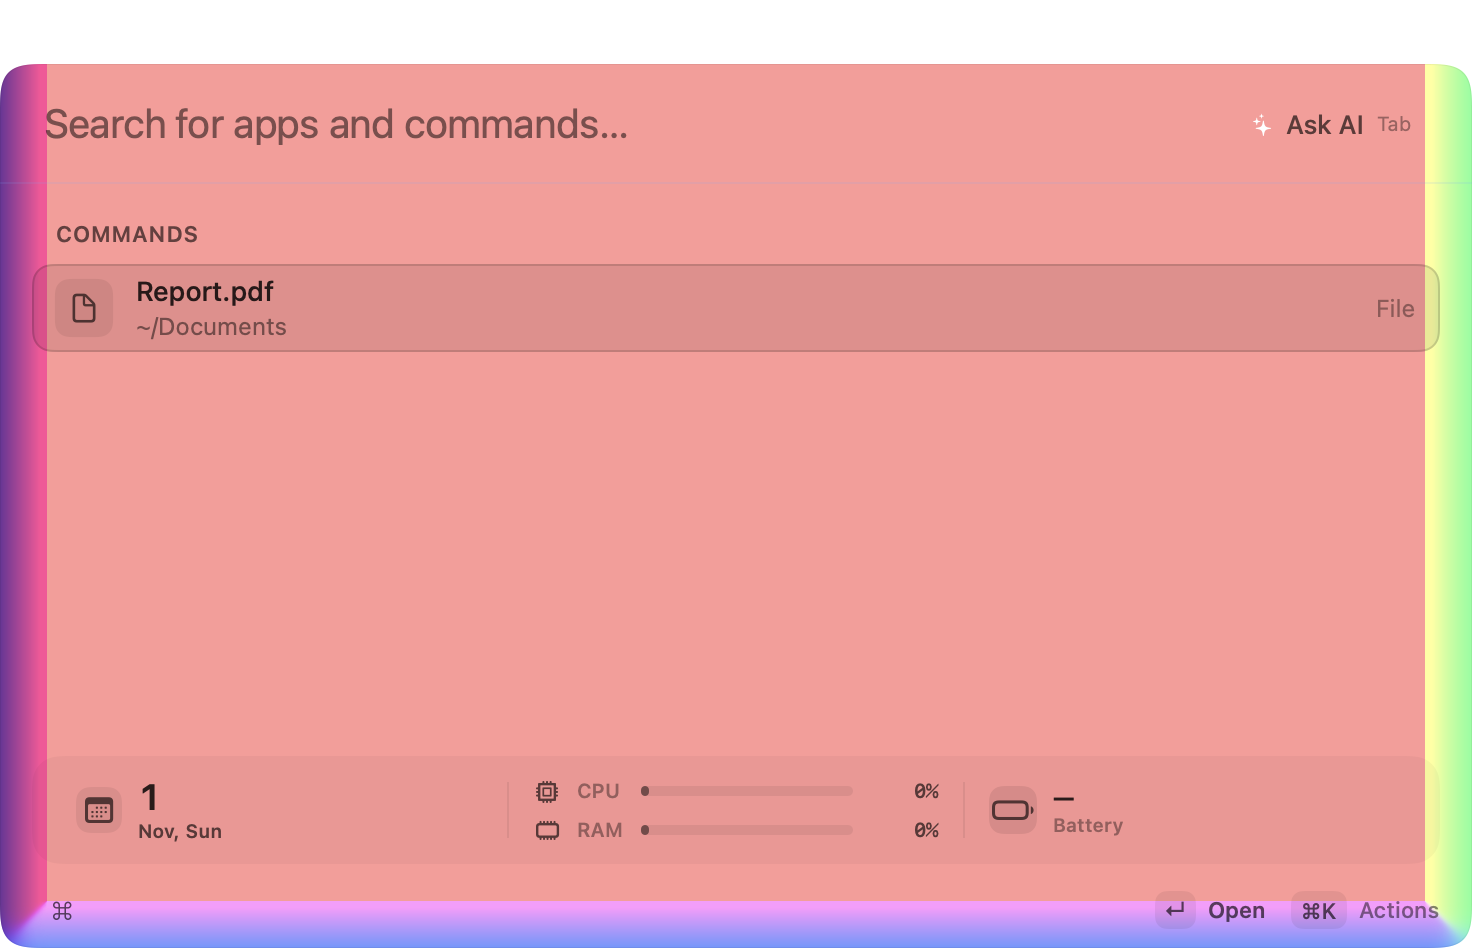 Search for apps and commands...
Ask AI Tab
COMMANDS
Report.pdf
~/Documents
File
1
Nov, Sun
CPU 0%
RAM 0%
–
Battery
⌘
↵ Open ⌘K Actions